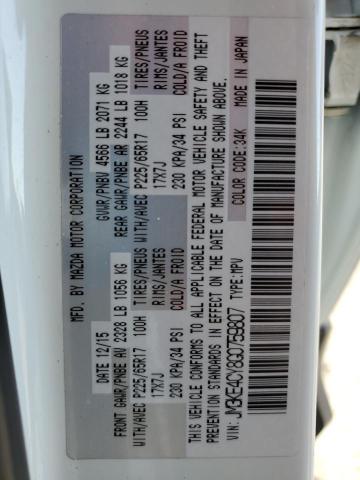 MFD. BY MAZDA MOTOR CORPORATION
DATE 12/15 GVWR/PNBV 4566 LB 2071 KG
FRONT GAWR/PNBE AV 2328 LB 1056 KG REAR GAWR/PNBE AR 2244 LB 1018 KG
WITH/AVEC P225/65R17 100H TIRES/PNEUS WITH/AVEC P225/65R17 100H TIRES/PNEUS
17X7J RIMS/JANTES 17X7J RIMS/JANTES
230 KPA/34 PSI COLD/A FROID 230 KPA/34 PSI COLD/A FROID
THIS VEHICLE CONFORMS TO ALL APPLICABLE FEDERAL MOTOR VEHICLE SAFETY AND THEFT
PREVENTION STANDARDS IN EFFECT ON THE DATE OF MANUFACTURE SHOWN ABOVE.
VIN: JM3KE4CY8G0759807 TYPE:MPV COLOR CODE:34K MADE IN JAPAN